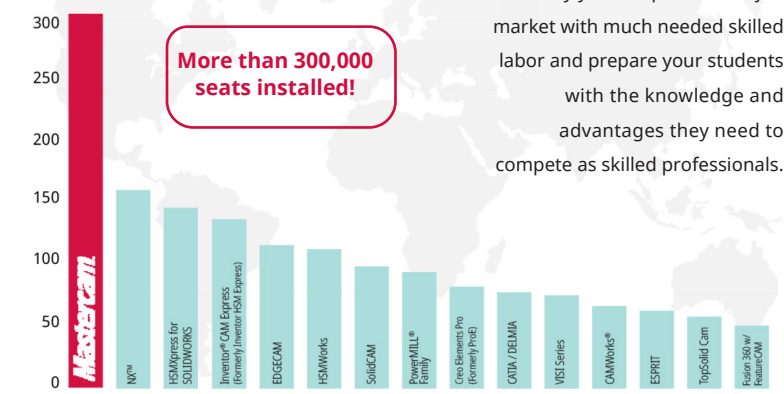 market with much needed skilled
labor and prepare your students
with the knowledge and
advantages they need to
compete as skilled professionals.
More than 300,000
seats installed!
300
250
200
150
100
50
0
Mastercam.
NX™
HSMXpress for
SOLIDWORKS
Inventor® CAM Express
(Formerly Inventor HSM Express)
EDGECAM
HSMWorks
SolidCAM
PowerMILL®
Family
Creo Elements Pro
(Formerly ProE)
CATIA / DELMIA
VISI Series
CAMWorks®
ESPRIT
TopSolid Cam
Fusion 360 w/
FeatureCAM